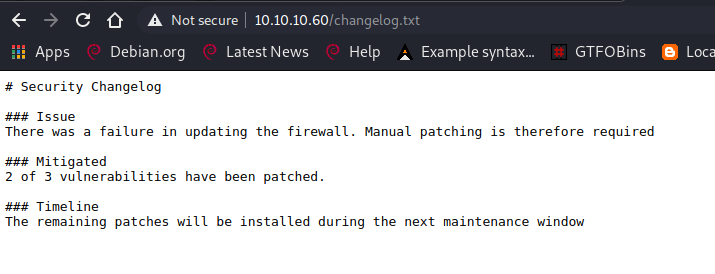 Not secure | 10.10.10.60/changelog.txt
Apps Debian.org Latest News Help Example syntax... GTFOBins Loca
# Security Changelog
### Issue
There was a failure in updating the firewall. Manual patching is therefore required
### Mitigated
2 of 3 vulnerabilities have been patched.
### Timeline
The remaining patches will be installed during the next maintenance window